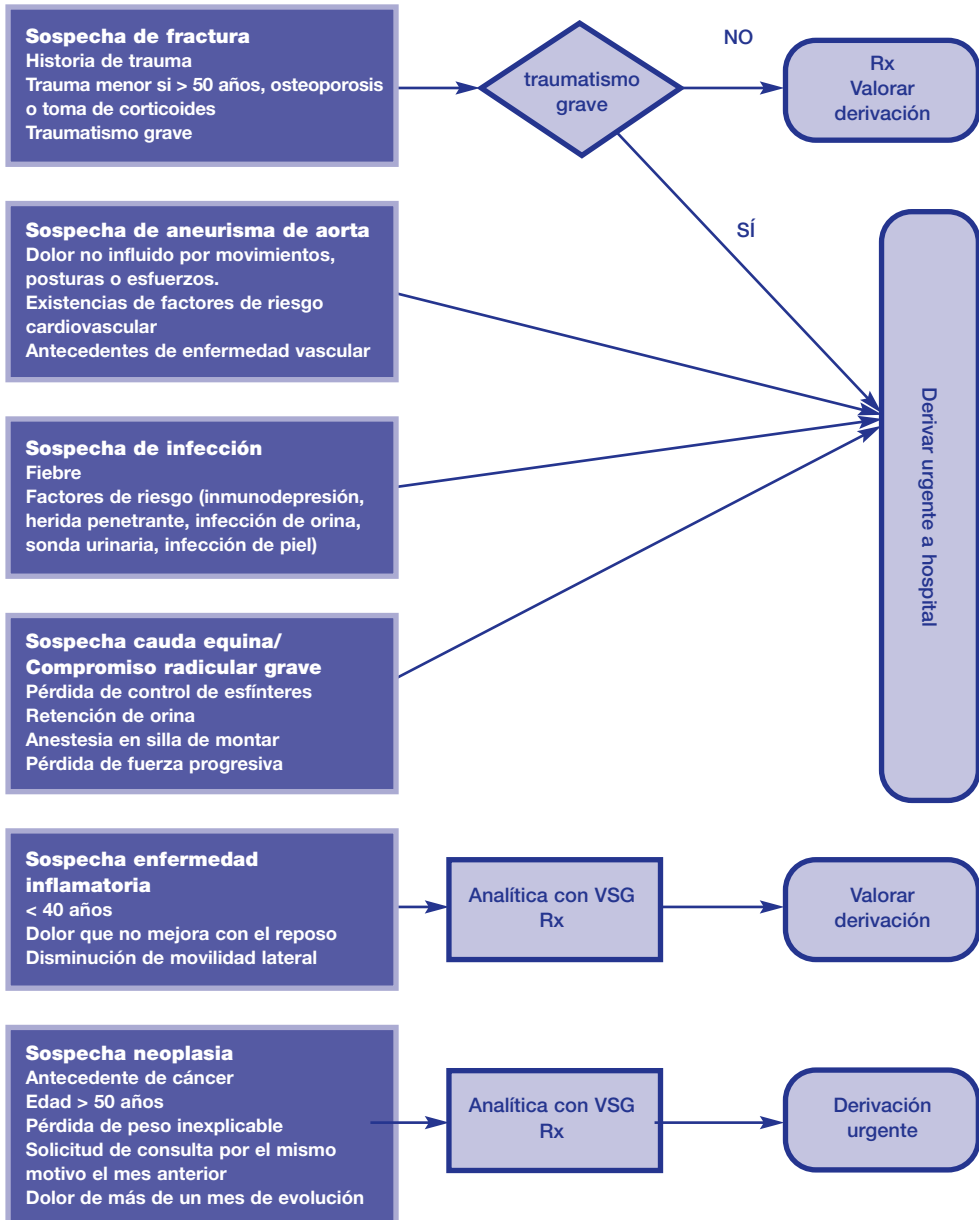 Sospecha de fractura
Historia de trauma
Trauma menor si > 50 años, osteoporosis
o toma de corticoides
Traumatismo grave
traumatismo
grave
NO
Rx
Valorar
derivación
SÍ
Sospecha de aneurisma de aorta
Dolor no influido por movimientos,
posturas o esfuerzos.
Existencias de factores de riesgo
cardiovascular
Antecedentes de enfermedad vascular
Sospecha de infección
Fiebre
Factores de riesgo (inmunodepresión,
herida penetrante, infección de orina,
sonda urinaria, infección de piel)
Sospecha cauda equina/
Compromiso radicular grave
Pérdida de control de esfínteres
Retención de orina
Anestesia en silla de montar
Pérdida de fuerza progresiva
Derivar urgente a hospital
Sospecha enfermedad
inflamatoria
< 40 años
Dolor que no mejora con el reposo
Disminución de movilidad lateral
Analítica con VSG
Rx
Valorar
derivación
Sospecha neoplasia
Antecedente de cáncer
Edad > 50 años
Pérdida de peso inexplicable
Solicitud de consulta por el mismo
motivo el mes anterior
Dolor de más de un mes de evolución
Analítica con VSG
Rx
Derivación
urgente